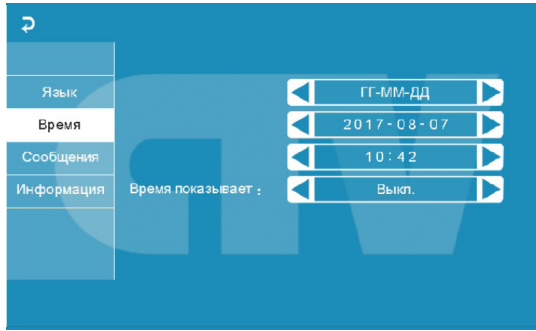 Язык
Время
Сообщения
Информация
ГГ-ММ-ДД
2017-08-07
10:42
Время показывает :
Выкл.